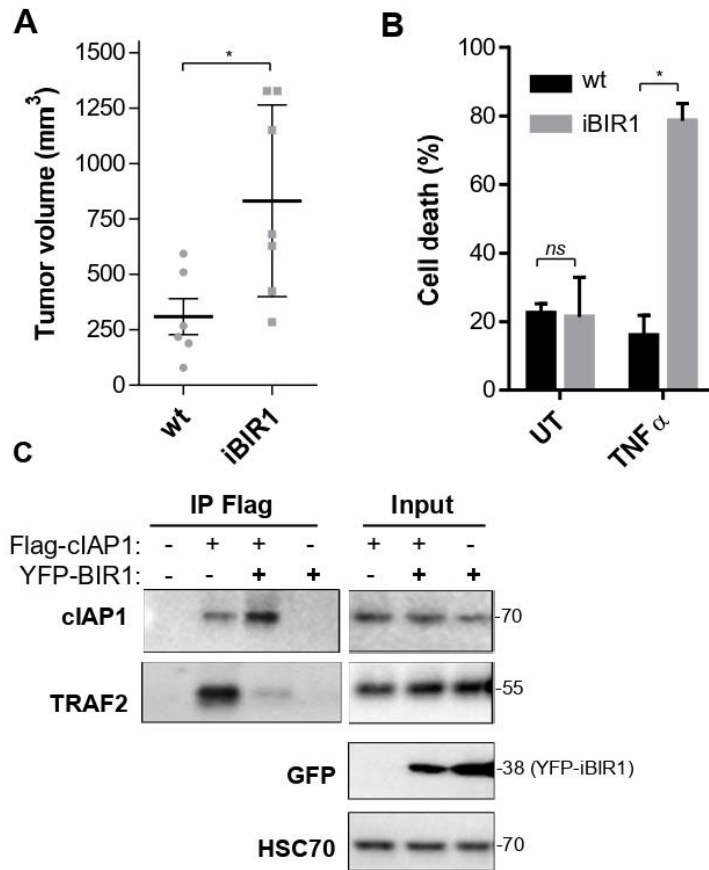 A
Tumor volume (mm³)
1500
1250
1000
750
500
250
0
*
wt
iBIR1
B
Cell death (%)
100
80
60
40
20
0
wt
iBIR1
ns
*
UT
TNF α
C
IP Flag Input
Flag-cIAP1: - + + - + + -
YFP-BIR1: - - + + - + +
cIAP1 -70
TRAF2 -55
GFP -38 (YFP-iBIR1)
HSC70 -70